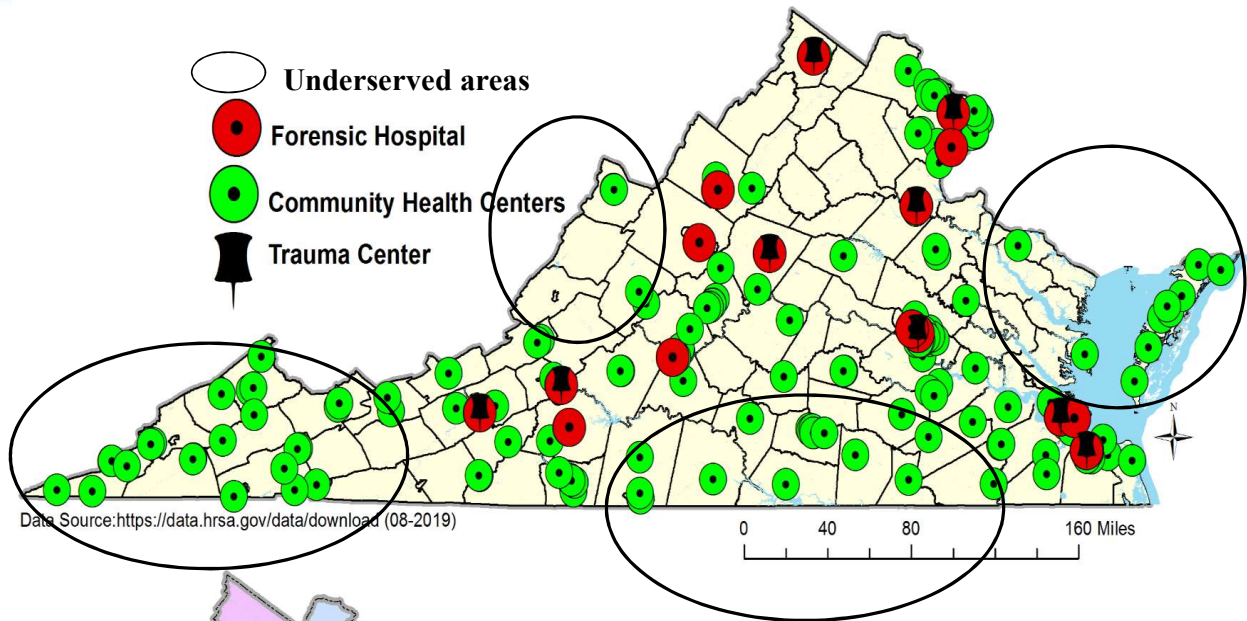 Underserved areas
Forensic Hospital
Community Health Centers
Trauma Center
N
Data Source:https://data.hrsa.gov/data/download (08-2019)
0 40 80 160 Miles